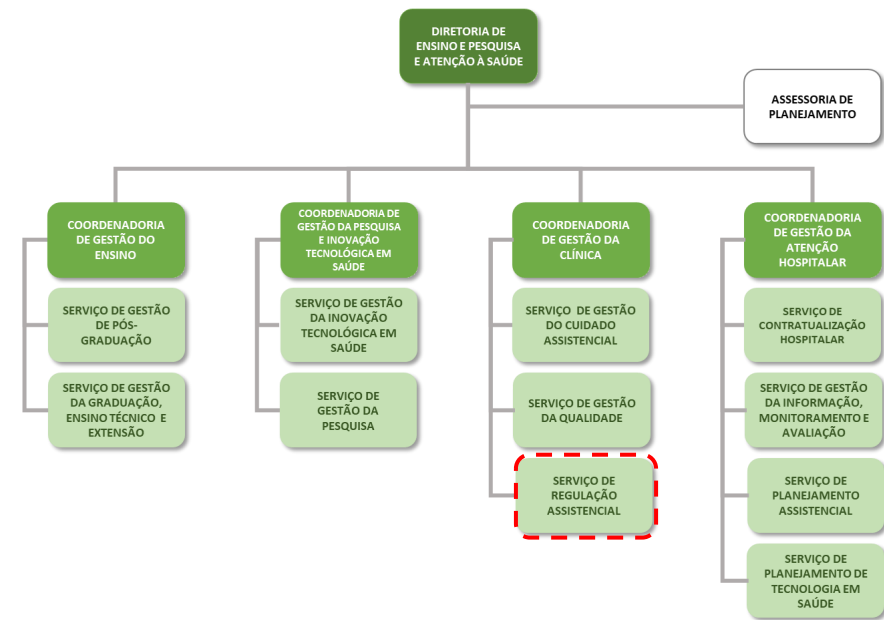 DIRETORIA DE
ENSINO E PESQUISA
E ATENÇÃO À SAÚDE
ASSESSORIA DE
PLANEJAMENTO
COORDENADORIA
DE GESTÃO DO
ENSINO
COORDENADORIA DE
GESTÃO DA PESQUISA
E INOVAÇÃO
TECNOLÓGICA EM
SAÚDE
COORDENADORIA
DE GESTÃO DA
CLÍNICA
COORDENADORIA
DE GESTÃO DA
ATENÇÃO
HOSPITALAR
SERVIÇO DE GESTÃO
DE PÓS-
GRADUAÇÃO
SERVIÇO DE GESTÃO
DA INOVAÇÃO
TECNOLÓGICA EM
SAÚDE
SERVIÇO DE GESTÃO
DO CUIDADO
ASSISTENCIAL
SERVIÇO DE
CONTRATUALIZAÇÃO
HOSPITALAR
SERVIÇO DE GESTÃO
DA GRADUAÇÃO,
ENSINO TÉCNICO E
EXTENSÃO
SERVIÇO DE
GESTÃO DA
PESQUISA
SERVIÇO DE GESTÃO
DA QUALIDADE
SERVIÇO DE GESTÃO
DA INFORMAÇÃO,
MONITORAMENTO E
AVALIAÇÃO
SERVIÇO DE
REGULAÇÃO
ASSISTENCIAL
SERVIÇO DE
PLANEJAMENTO
ASSISTENCIAL
SERVIÇO DE
PLANEJAMENTO DE
TECNOLOGIA EM
SAÚDE